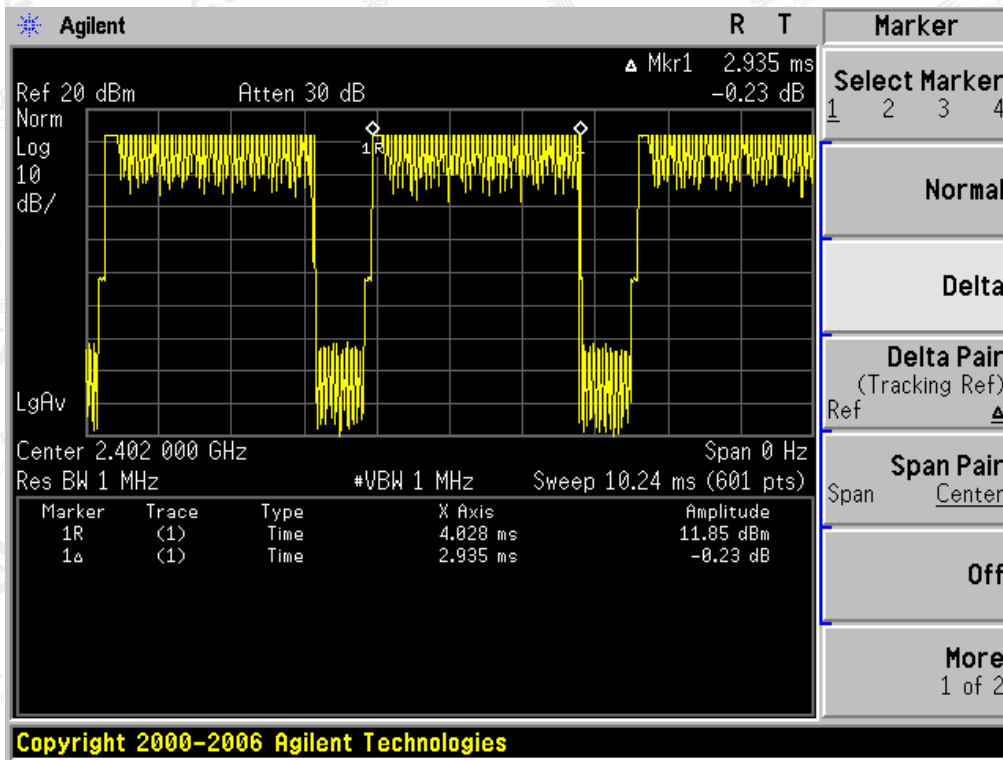 Agilent R T
Δ Mkr1 2.935 ms
Ref 20 dBm Atten 30 dB -0.23 dB
Norm
Log
10
dB/
1R
1
LgAv
Center 2.402 000 GHz Span 0 Hz
Res BW 1 MHz #VBW 1 MHz Sweep 10.24 ms (601 pts)
Marker Trace Type X Axis Amplitude
1R (1) Time 4.028 ms 11.85 dBm
1Δ (1) Time 2.935 ms -0.23 dB
Copyright 2000-2006 Agilent Technologies
Marker
Select Marker
1 2 3 4
Normal
Delta
Delta Pair
(Tracking Ref)
Ref Δ
Span Pair
Span Center
Off
More
1 of 2